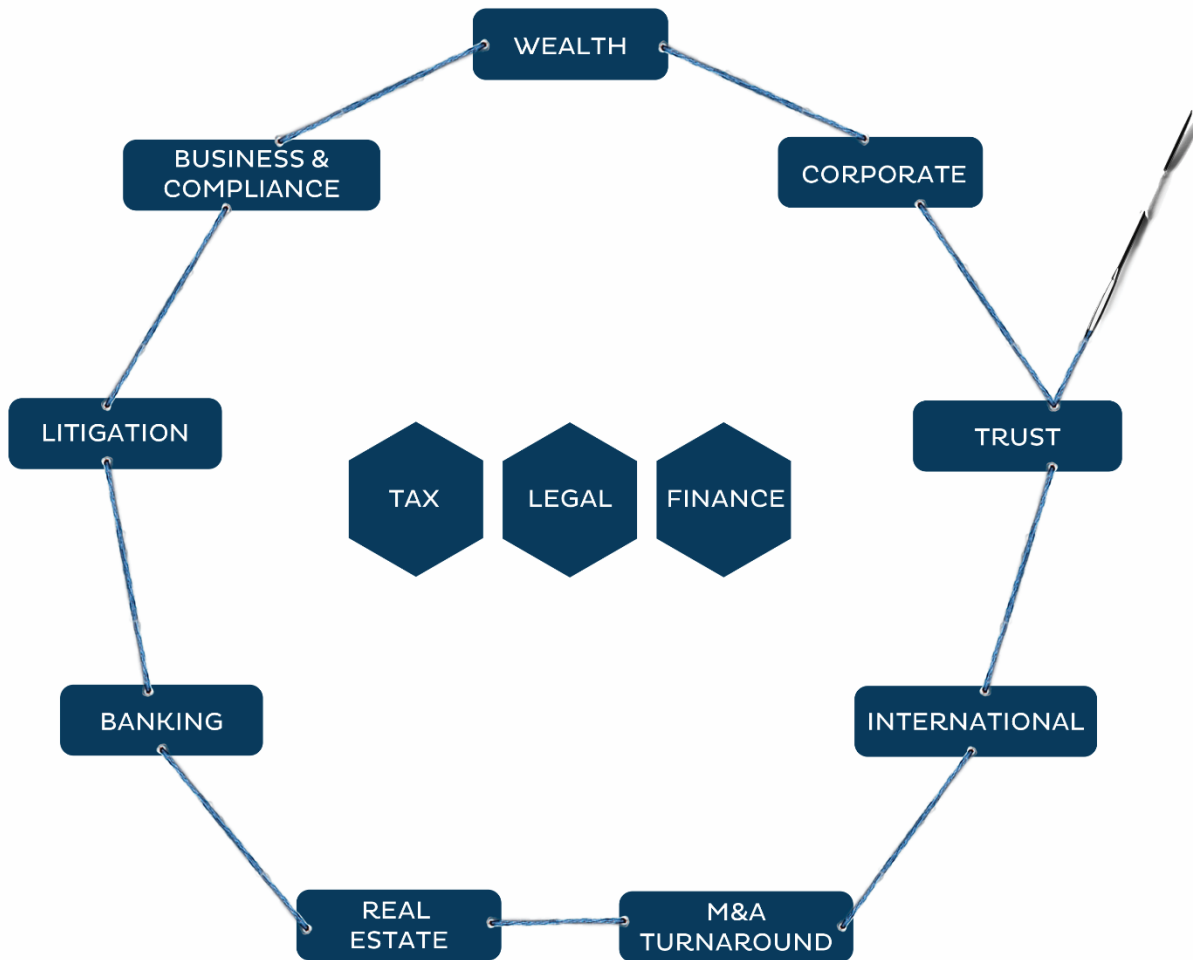 WEALTH
BUSINESS &
COMPLIANCE
CORPORATE
LITIGATION
TRUST
TAX
LEGAL
FINANCE
BANKING
INTERNATIONAL
REAL
ESTATE
M&A
TURNAROUND